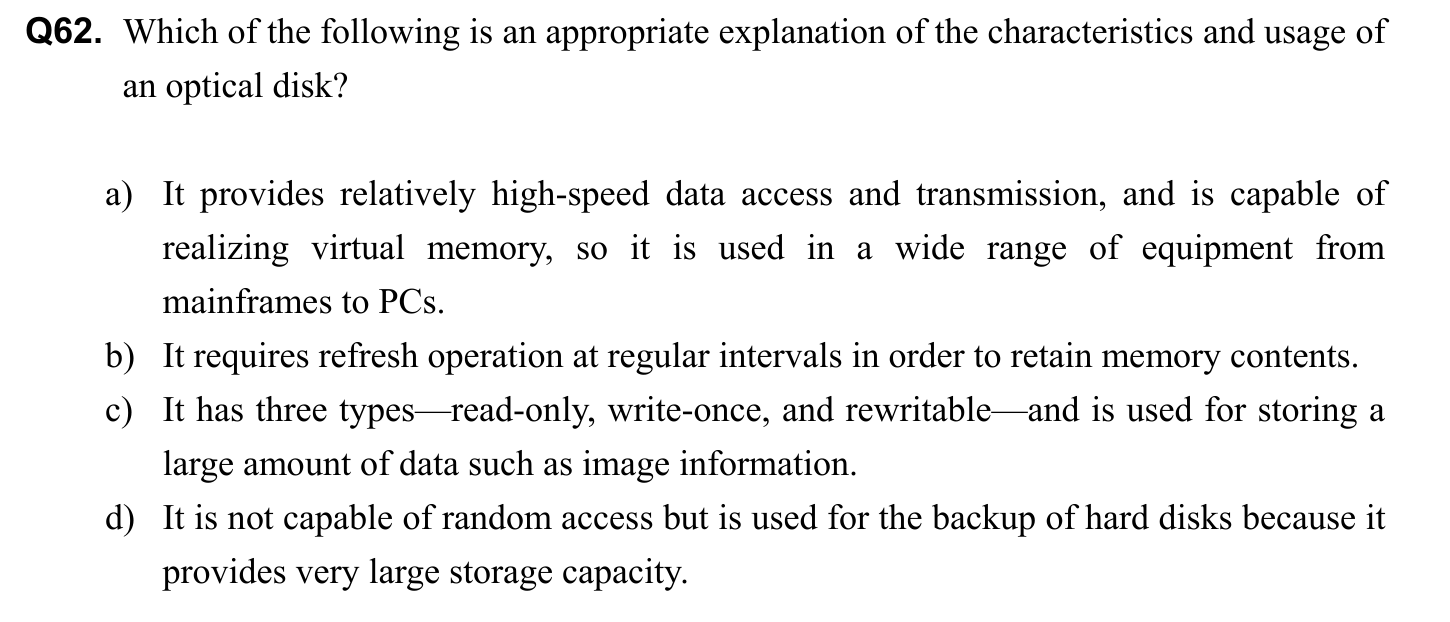 Q62. Which of the following is an appropriate explanation of the characteristics and usage of
an optical disk?
a) It provides relatively high-speed data access and transmission, and is capable of
realizing virtual memory, so it is used in a wide range of equipment from
mainframes to PCs.
b) It requires refresh operation at regular intervals in order to retain memory contents.
c) It has three types—read-only, write-once, and rewritable—and is used for storing a
large amount of data such as image information.
d) It is not capable of random access but is used for the backup of hard disks because it
provides very large storage capacity.